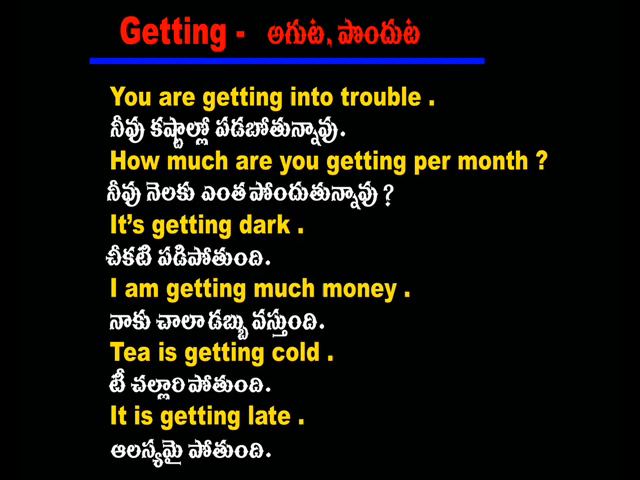 Getting - అగుట, పొందుట
You are getting into trouble .
నీవు కష్టాల్లో పడబోతున్నావు.
How much are you getting per month ?
నీవు నెలకు ఎంత పోందుతున్నావు ?
It's getting dark .
చీకటి పడిపోతుంది.
I am getting much money .
నాకు చాలా డబ్బు వస్తుంది.
Tea is getting cold .
టీ చల్లారి పోతుంది.
It is getting late .
ఆలస్యమై పోతుంది.